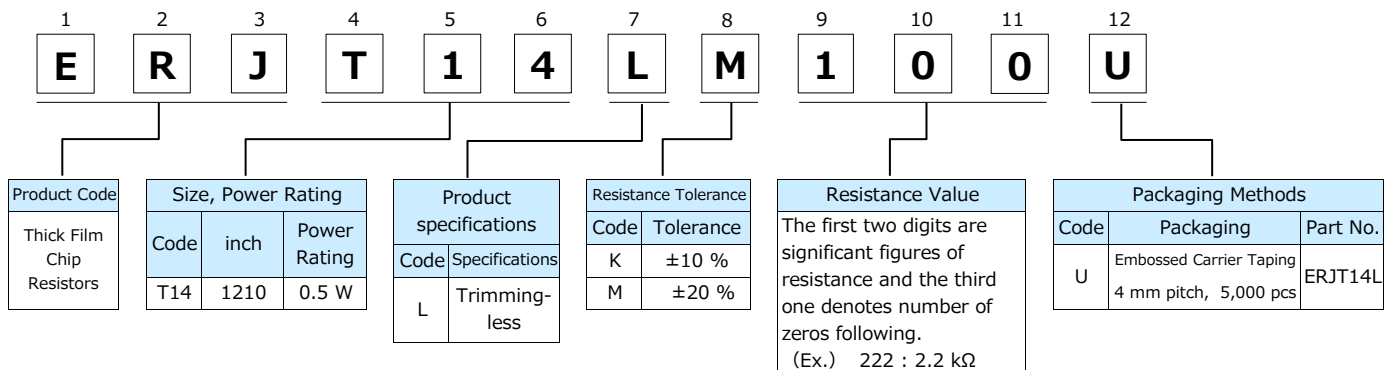 1 2 3 4 5 6 7 8 9 10 11 12
E R J T 1 4 L M 1 0 0 U
Product Code
Thick Film
Chip
Resistors
Size, Power Rating
Code inch Power
Rating
T14 1210 0.5 W
Product
specifications
Code Specifications
L Trimming-
less
Resistance Tolerance
Code Tolerance
K ±10 %
M ±20 %
Resistance Value
The first two digits are
significant figures of
resistance and the third
one denotes number of
zeros following.
（Ex.） 222 : 2.2 kΩ
Packaging Methods
Code Packaging Part No.
U Embossed Carrier Taping
4 mm pitch, 5,000 pcs
ERJT14L